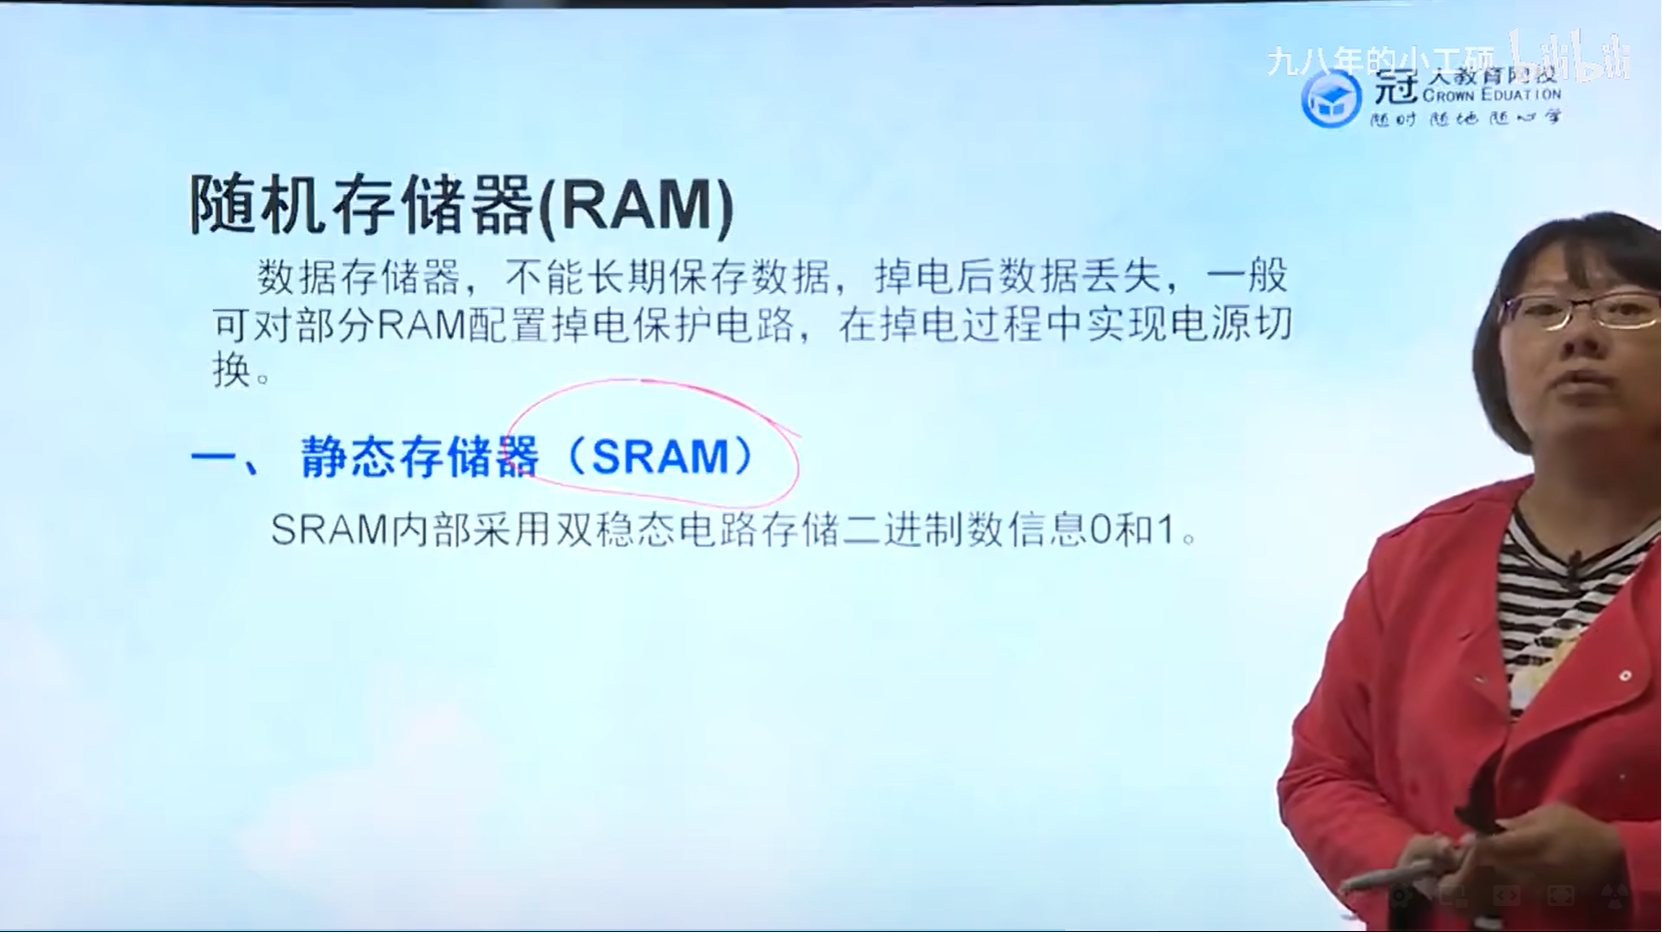 九八年的小工硕 bilibili
冠人教育网校
CROWN EDUATION
随时 随地 随心学
随机存储器(RAM)
数据存储器，不能长期保存数据，掉电后数据丢失，一般
可对部分RAM配置掉电保护电路，在掉电过程中实现电源切
换。
一、 静态存储器（SRAM）
SRAM内部采用双稳态电路存储二进制数信息0和1。